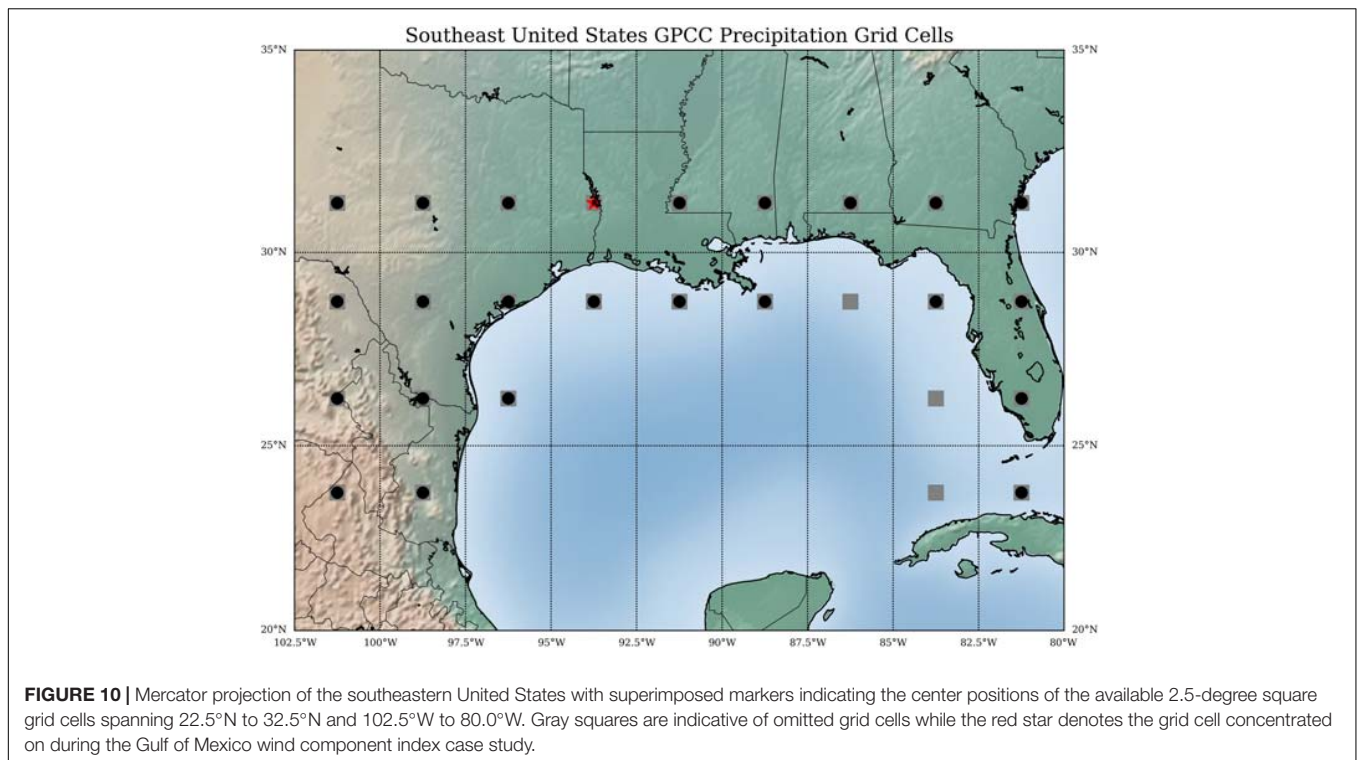 Southeast United States GPCC Precipitation Grid Cells
35°N 35°N
30°N 30°N
25°N 25°N
20°N 20°N
102.5°W 100°W 97.5°W 95°W 92.5°W 90°W 87.5°W 85°W 82.5°W 80°W
FIGURE 10 | Mercator projection of the southeastern United States with superimposed markers indicating the center positions of the available 2.5-degree square
grid cells spanning 22.5°N to 32.5°N and 102.5°W to 80.0°W. Gray squares are indicative of omitted grid cells while the red star denotes the grid cell concentrated
on during the Gulf of Mexico wind component index case study.